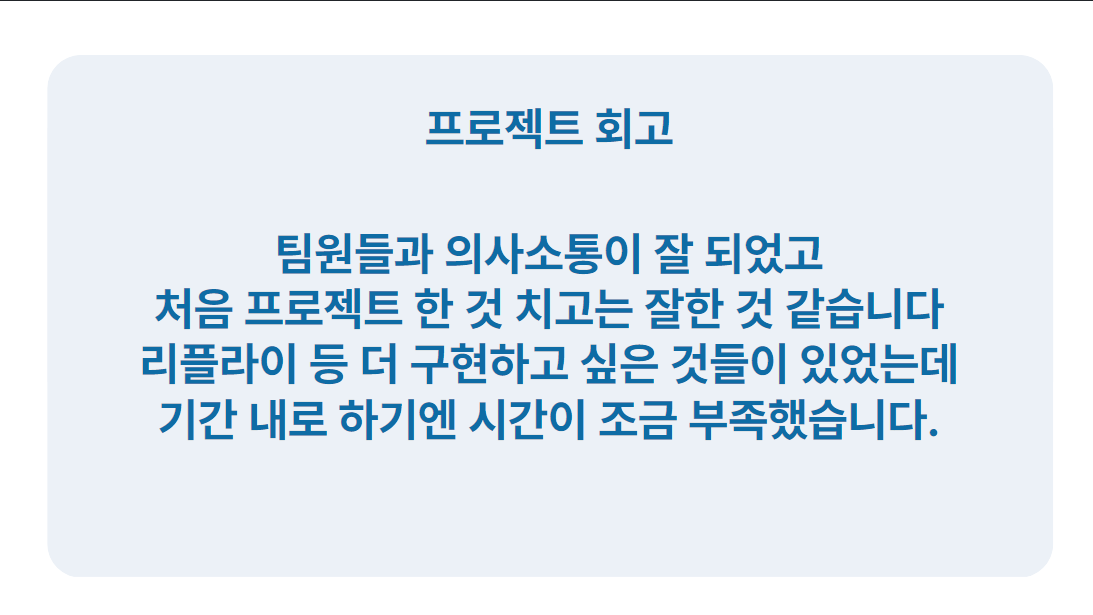 프로젝트 회고
팀원들과 의사소통이 잘 되었고
처음 프로젝트 한 것 치고는 잘한 것 같습니다
리플라이 등 더 구현하고 싶은 것들이 있었는데
기간 내로 하기엔 시간이 조금 부족했습니다.